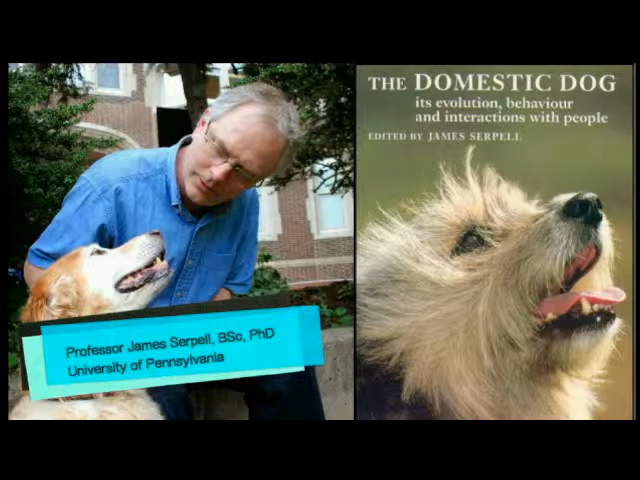 Professor James Serpell, BSc, PhD
University of Pennsylvania
THE DOMESTIC DOG
its evolution, behaviour
and interactions with people
EDITED BY JAMES SERPELL